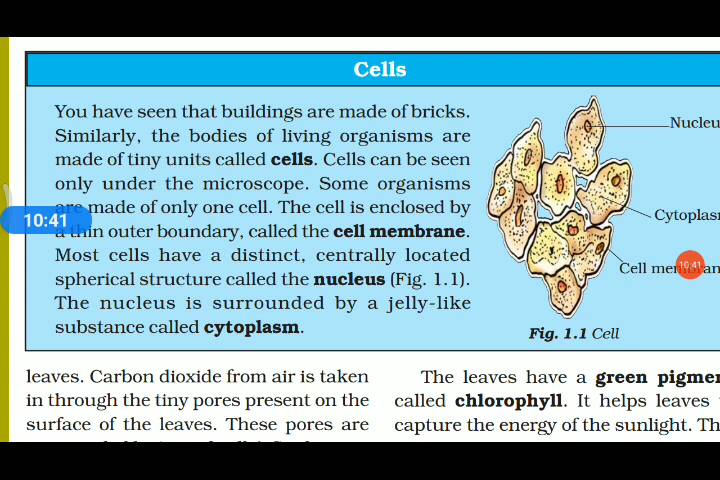 Cells
You have seen that buildings are made of bricks.
Similarly, the bodies of living organisms are
made of tiny units called cells. Cells can be seen
only under the microscope. Some organisms
are made of only one cell. The cell is enclosed by
a thin outer boundary, called the cell membrane.
Most cells have a distinct, centrally located
spherical structure called the nucleus (Fig. 1.1).
The nucleus is surrounded by a jelly-like
substance called cytoplasm.
10:41
Nucleu
Cytoplasm
Cell membran
10:41
Fig. 1.1 Cell
leaves. Carbon dioxide from air is taken
in through the tiny pores present on the
surface of the leaves. These pores are
The leaves have a green pigmen
called chlorophyll. It helps leaves
capture the energy of the sunlight. Th